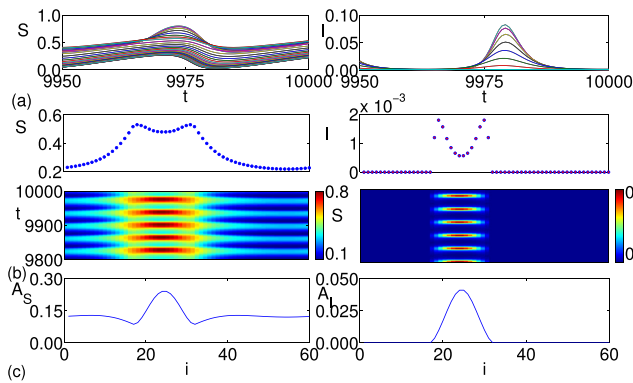 S 1.0 0.5 0.0 9950 9975 10000 t
(a)
I 0.10 0.05 0.00 9950 9975 10000 t
S 0.6 0.4 0.2
I × 10⁻³ 2 1 0
t 10000 9900 9800 0.8 S 0.1
0 0
(b)
A_S 0.30 0.15 0.00 0 20 40 60 i
A_I 0.050 0.025 0.000 0 20 40 60 i
(c)